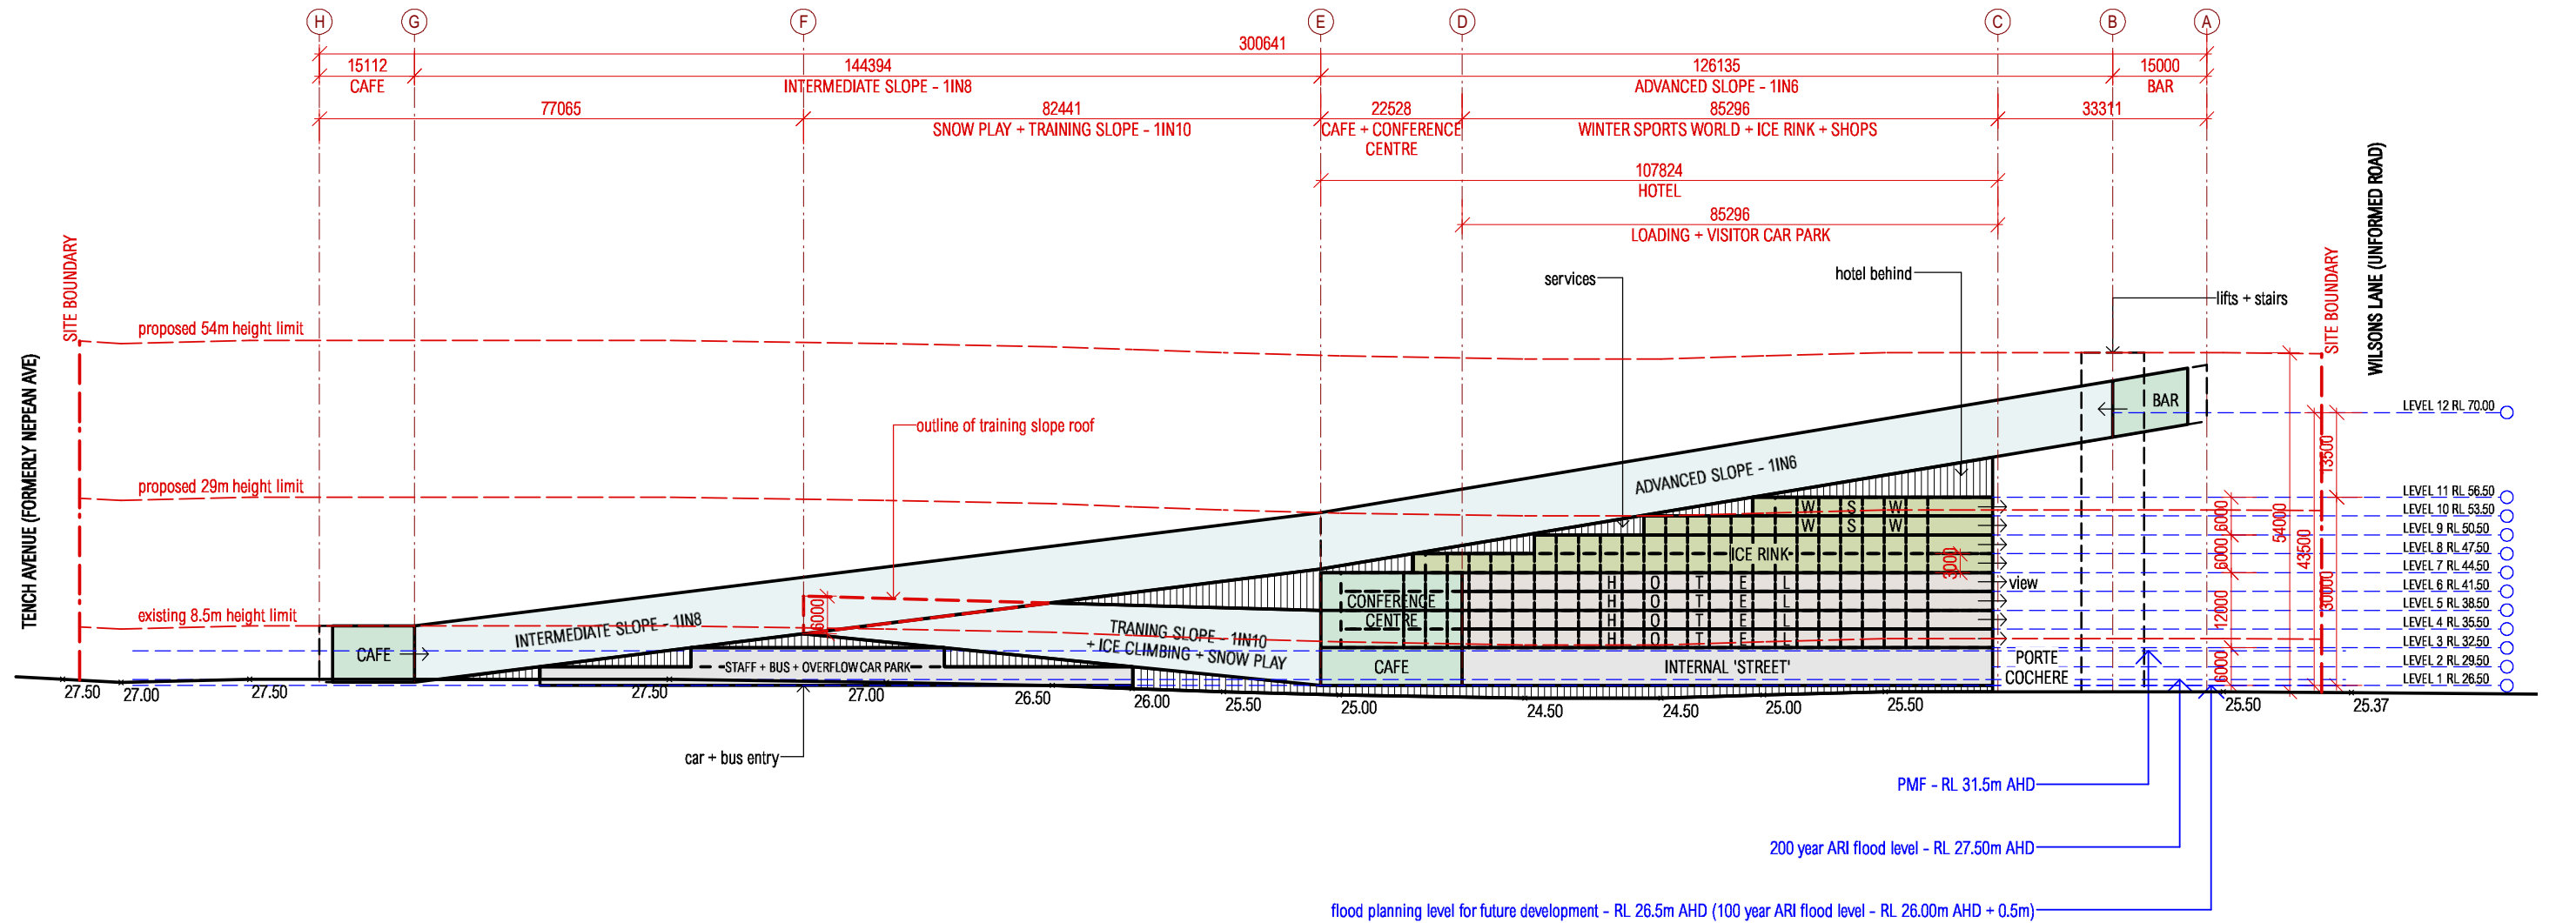 H G F E D C B A
300641
15112 144394 126135 15000
CAFE INTERMEDIATE SLOPE - 1IN8 ADVANCED SLOPE - 1IN6 BAR
77065 82441 22528 85296 33311
SNOW PLAY + TRAINING SLOPE - 1IN10 CAFE + CONFERENCE WINTER SPORTS WORLD + ICE RINK + SHOPS
CENTRE
107824
HOTEL
85296
LOADING + VISITOR CAR PARK
TENCH AVENUE (FORMERLY NEPEAN AVE)
SITE BOUNDARY
SITE BOUNDARY
WILSONS LANE (UNFORMED ROAD)
services
hotel behind
lifts + stairs
proposed 54m height limit
outline of training slope roof
proposed 29m height limit
existing 8.5m height limit
BAR
ADVANCED SLOPE - 1IN6
INTERMEDIATE SLOPE - 1IN8
6000
TRANING SLOPE - 1IN10
+ ICE CLIMBING + SNOW PLAY
CAFE
STAFF + BUS + OVERFLOW CAR PARK
W S W
W S W
ICE RINK
3000
H O T E L
H O T E L
H O T E L
H O T E L
CONFERENCE
CENTRE
CAFE
INTERNAL 'STREET'
view
PORTE
COCHERE
LEVEL 12 RL 70.00
LEVEL 11 RL 56.50
LEVEL 10 RL 53.50
LEVEL 9 RL 50.50
LEVEL 8 RL 47.50
LEVEL 7 RL 44.50
LEVEL 6 RL 41.50
LEVEL 5 RL 38.50
LEVEL 4 RL 35.50
LEVEL 3 RL 32.50
LEVEL 2 RL 29.50
LEVEL 1 RL 26.50
6000
6000
12000
6000
54000
43500
13500
30000
27.50 27.00 27.50 27.50 27.00 26.50 26.00 25.50 25.00 24.50 24.50 25.00 25.50 25.50 25.37
car + bus entry
PMF - RL 31.5m AHD
200 year ARI flood level - RL 27.50m AHD
flood planning level for future development - RL 26.5m AHD (100 year ARI flood level - RL 26.00m AHD + 0.5m)